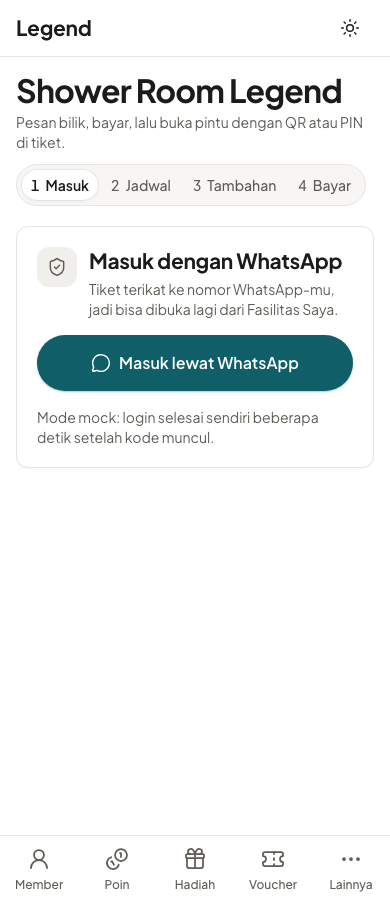 Legend
Shower Room Legend
Pesan bilik, bayar, lalu buka pintu dengan QR atau PIN
di tiket.
1 Masuk 2 Jadwal 3 Tambahan 4 Bayar
Masuk dengan WhatsApp
Tiket terikat ke nomor WhatsApp-mu,
jadi bisa dibuka lagi dari Fasilitas Saya.
Masuk lewat WhatsApp
Mode mock: login selesai sendiri beberapa
detik setelah kode muncul.
Member Poin Hadiah Voucher Lainnya